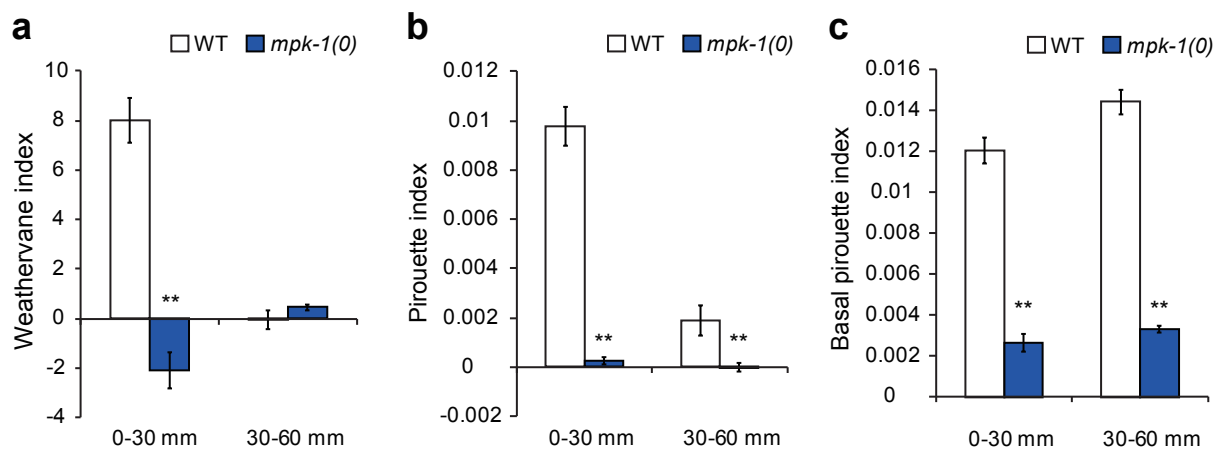 a
WT mpk-1(0)
Weathervane index
10
8
6
4
2
0
-2
-4
**
0-30 mm 30-60 mm
b
WT mpk-1(0)
Pirouette index
0.012
0.01
0.008
0.006
0.004
0.002
0
-0.002
** **
0-30 mm 30-60 mm
c
WT mpk-1(0)
Basal pirouette index
0.016
0.014
0.012
0.01
0.008
0.006
0.004
0.002
0
** **
0-30 mm 30-60 mm